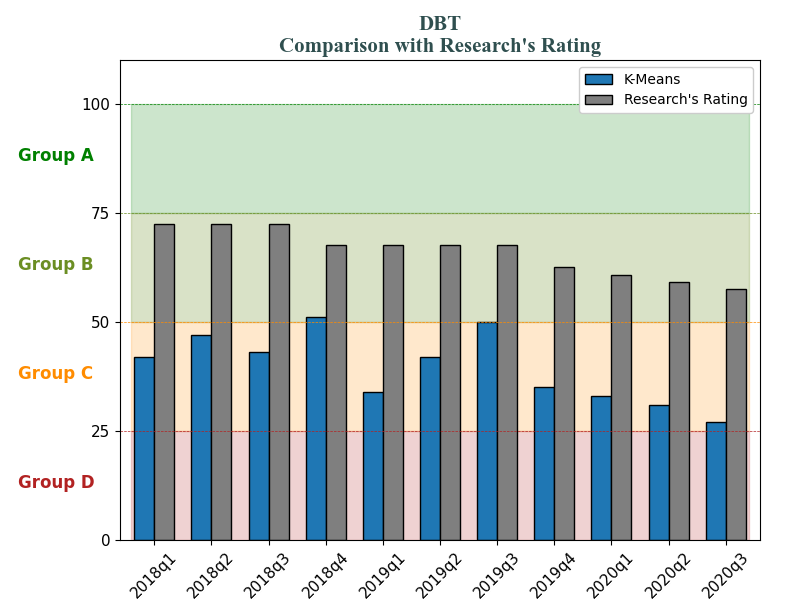 DBT
Comparison with Research's Rating
K-Means
Research's Rating
100
Group A
75
Group B
50
Group C
25
Group D
0
2018q1
2018q2
2018q3
2018q4
2019q1
2019q2
2019q3
2019q4
2020q1
2020q2
2020q3